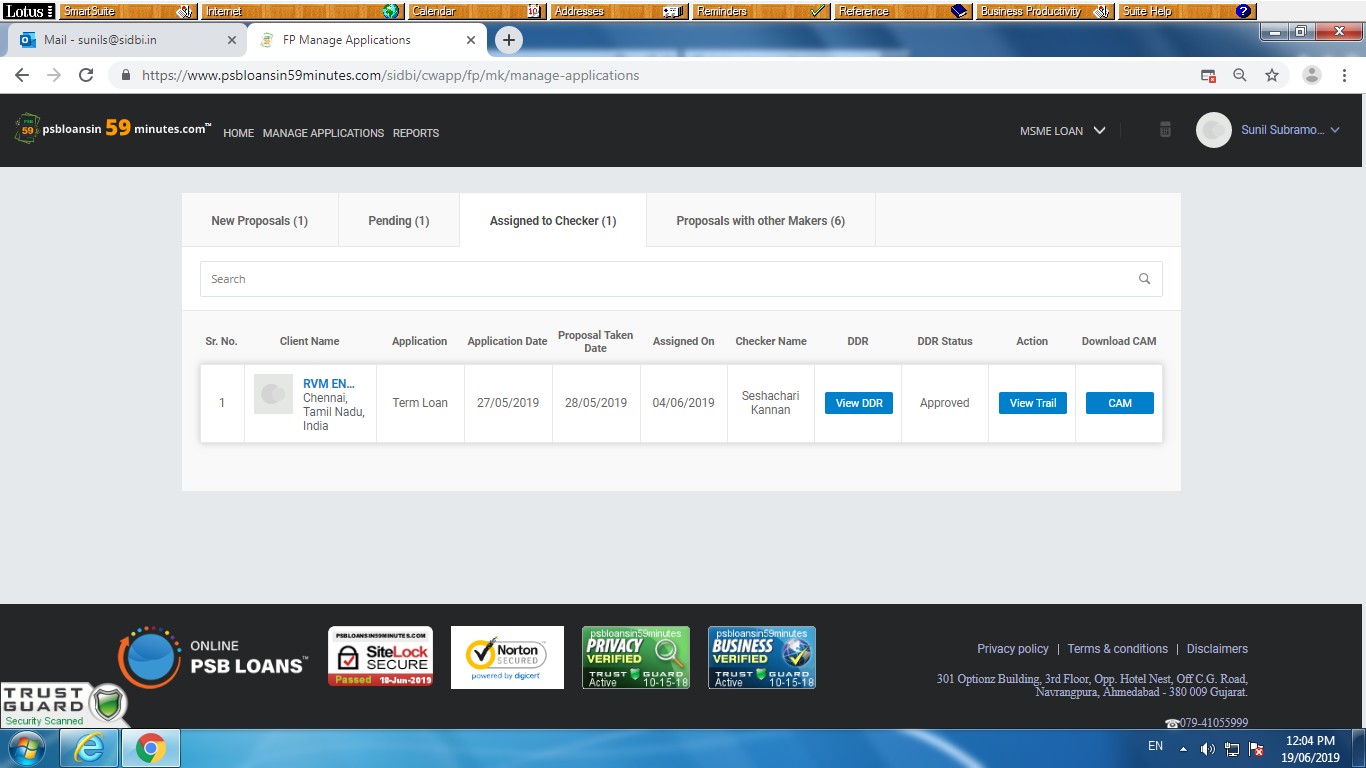 Lotus SmartSuite Internet Calendar 10 Addresses Reminders Reference Business Productivity Suite Help
Mail - sunils@sidbi.in
FP Manage Applications
https://www.psbloansin59minutes.com/sidbi/cwapp/fp/mk/manage-applications
PSB
59
psbloansin 59 minutes.com™
HOME MANAGE APPLICATIONS REPORTS
MSME LOAN
Sunil Subramo...
New Proposals (1)
Pending (1)
Assigned to Checker (1)
Proposals with other Makers (6)
Search
Sr. No.
Client Name
Application
Application Date
Proposal Taken
Date
Assigned On
Checker Name
DDR
DDR Status
Action
Download CAM
1
RVM EN...
Chennai,
Tamil Nadu,
India
Term Loan
27/05/2019
28/05/2019
04/06/2019
Seshachari
Kannan
View DDR
Approved
View Trail
CAM
ONLINE
PSB LOANS™
PSBLOANSIN59MINUTES.COM
SiteLock
SECURE
Passed 18-Jun-2019
Norton
SECURED
powered by digicert
psbloansin59minutes
PRIVACY
VERIFIED
TRUST GUARD
Active 10-15-18
psbloansin59minutes
BUSINESS
VERIFIED
TRUST GUARD
Active 10-15-18
Privacy policy | Terms & conditions | Disclaimers
301 Optionz Building, 3rd Floor, Opp. Hotel Nest, Off C.G. Road,
Navrangpura, Ahmedabad - 380 009 Gujarat.
☎079-41055999
TRUST
GUARD
Security Scanned
EN
12:04 PM
19/06/2019